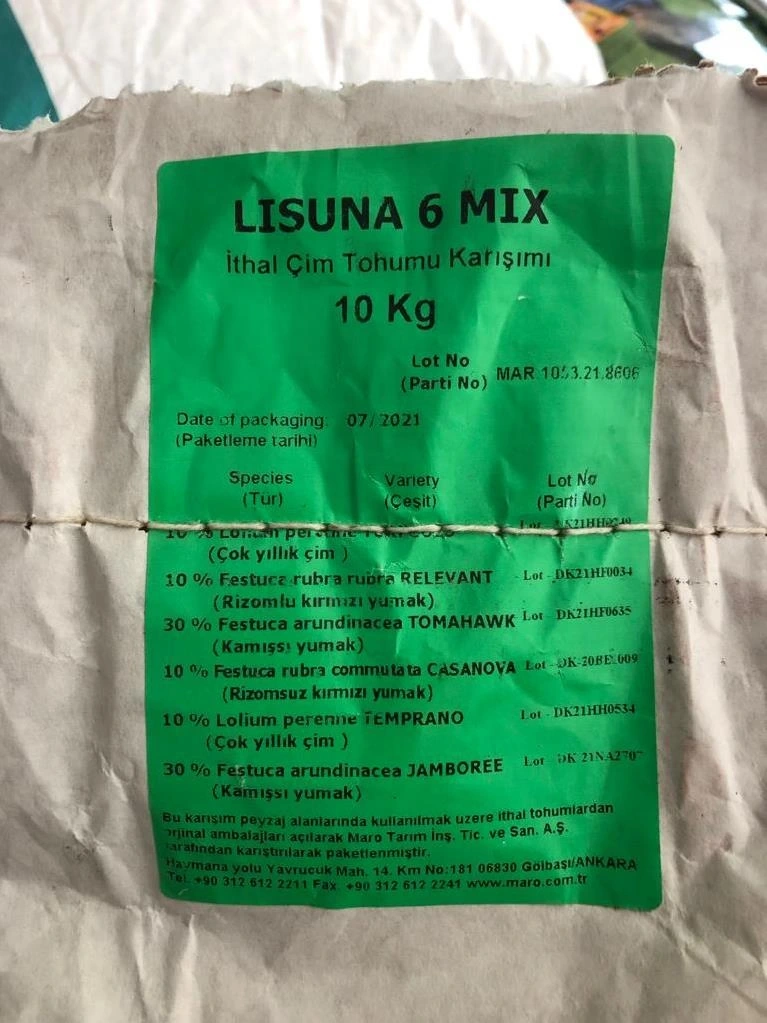 LISUNA 6 MIX
İthal Çim Tohumu Karışımı
10 Kg
Lot No
(Parti No) MAR
Date of packaging: 07/2021
(Paketleme tarihi)
Species Variety Lot No
(Tür) (Çeşit) (Parti No)
10 % Lolium perenne
(Çok yıllık çim )
10 % Festuca rubra rubra RELEVANT Lot - DK21HF0034
(Rizomlu kırmızı yumak)
30 % Festuca arundinacea TOMAHAWK Lot - DK21HF0635
(Kamışsı yumak)
10 % Festuca rubra commutata CASANOVA Lot -
(Rizomsuz kırmızı yumak)
10 % Lolium perenne TEMPRANO Lot - DK21HH0534
(Çok yıllık çim )
30 % Festuca arundinacea JAMBOREE Lot
(Kamışsı yumak)
Bu karışım peyzaj alanlarında kullanılmak uzere ithal tohumlardan
orjinal ambalajları açılarak Maro Tarım İnş. Tic. ve San. A.Ş.
tarafından karıştırılarak paketlenmiştir.
Haymana yolu Yavrucuk Mah. 14. Km No:181 06830 Gölbaşı/ANKARA
Tel. +90 312 612 2211 Fax. +90 312 612 2241 www.maro.com.tr